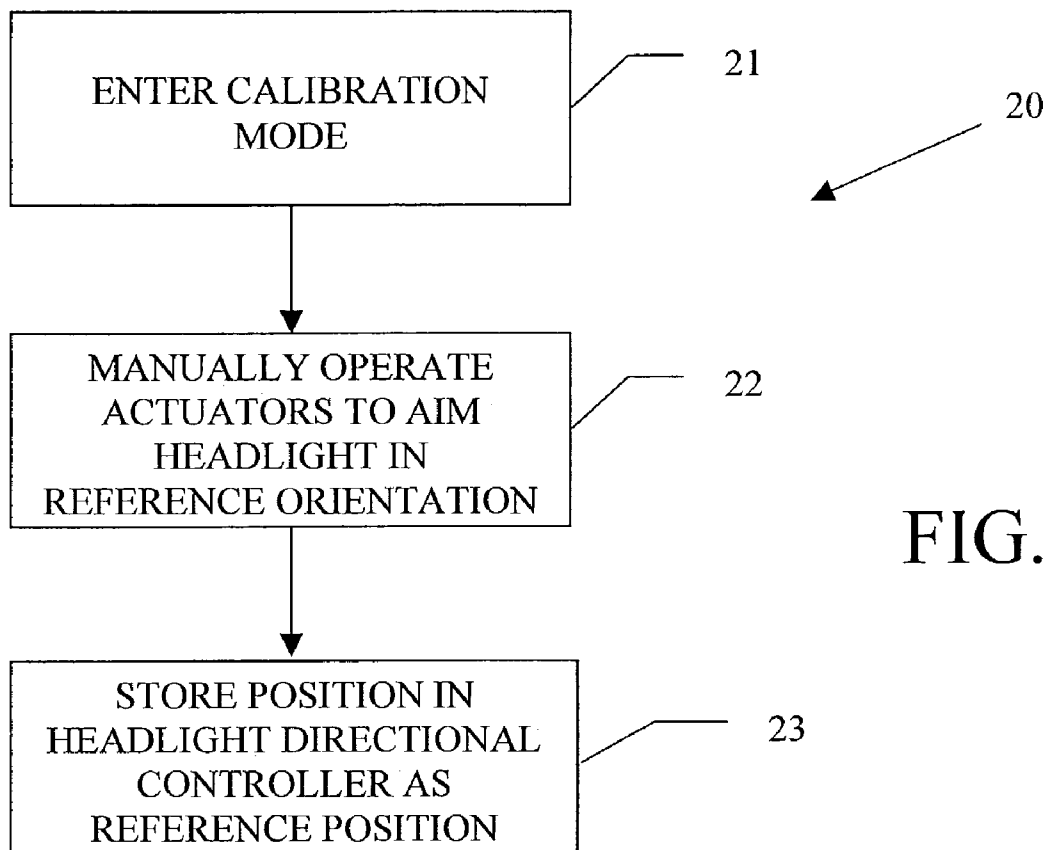 ENTER CALIBRATION
MODE
21
20
MANUALLY OPERATE
ACTUATORS TO AIM
HEADLIGHT IN
REFERENCE ORIENTATION
22
FIG.
STORE POSITION IN
HEADLIGHT DIRECTIONAL
CONTROLLER AS
REFERENCE POSITION
23